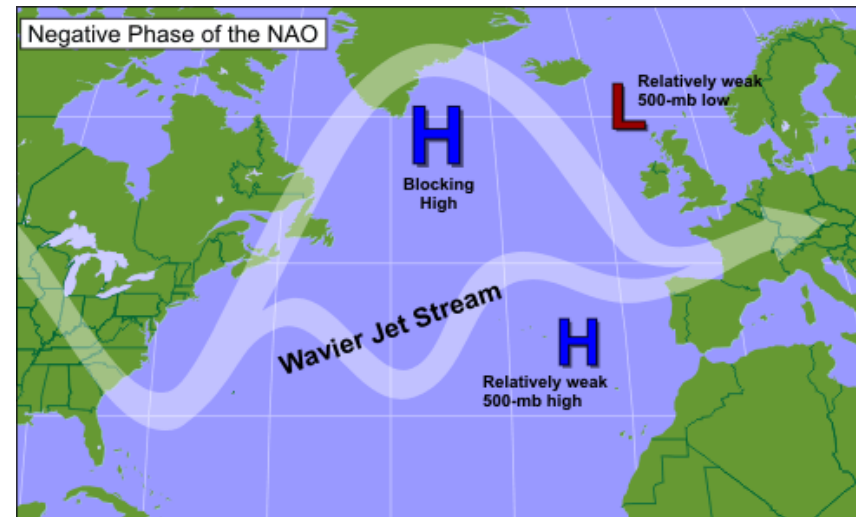 Negative Phase of the NAO
L
Relatively weak
500-mb low
H
Blocking
High
Wavier Jet Stream
H
Relatively weak
500-mb high